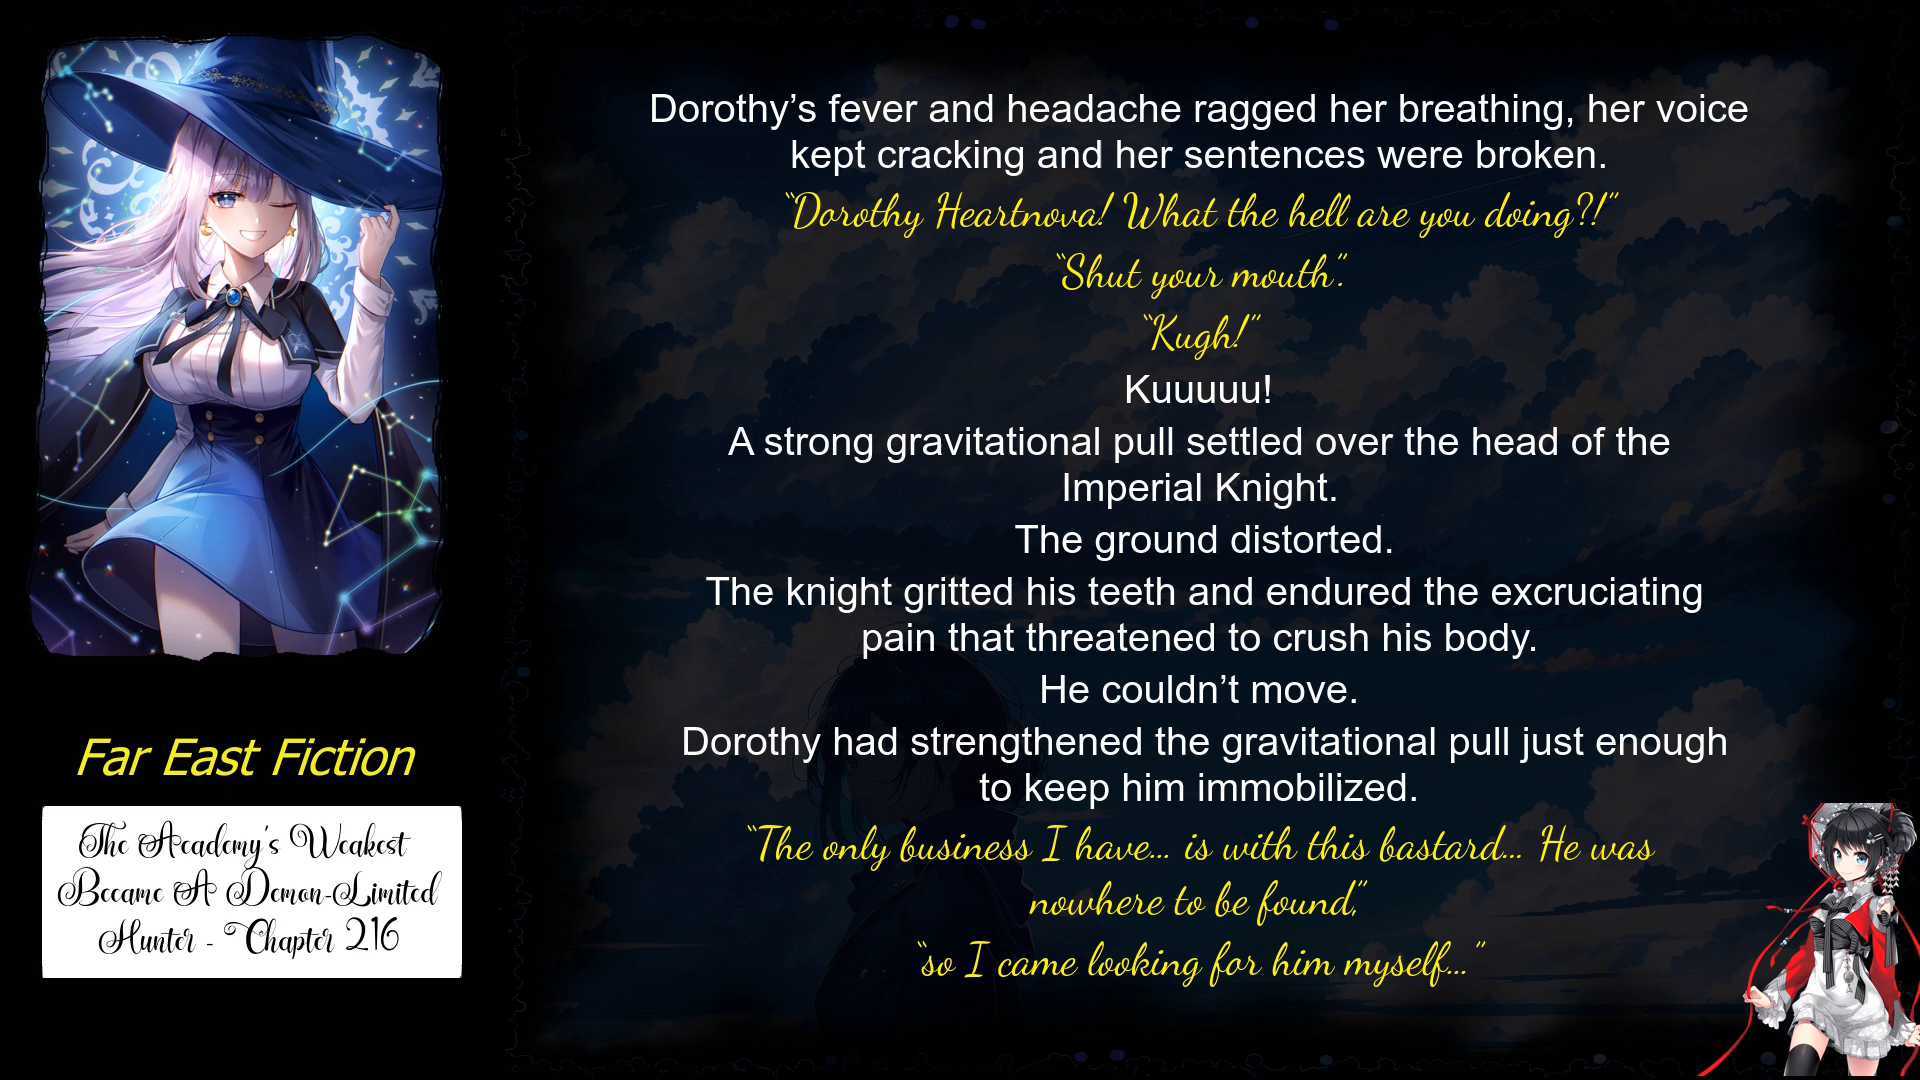 Dorothy’s fever and headache ragged her breathing, her voice
kept cracking and her sentences were broken.
“Dorothy Heartnova! What the hell are you doing?!”
“Shut your mouth”.
“Kugh!”
Kuuuuu!
A strong gravitational pull settled over the head of the
Imperial Knight.
The ground distorted.
The knight gritted his teeth and endured the excruciating
pain that threatened to crush his body.
He couldn’t move.
Dorothy had strengthened the gravitational pull just enough
to keep him immobilized.
“The only business I have… is with this bastard… He was
nowhere to be found,”
“so I came looking for him myself…”
Far East Fiction
The Academy's Weakest
Became A Demon-Limited
Hunter - Chapter 216